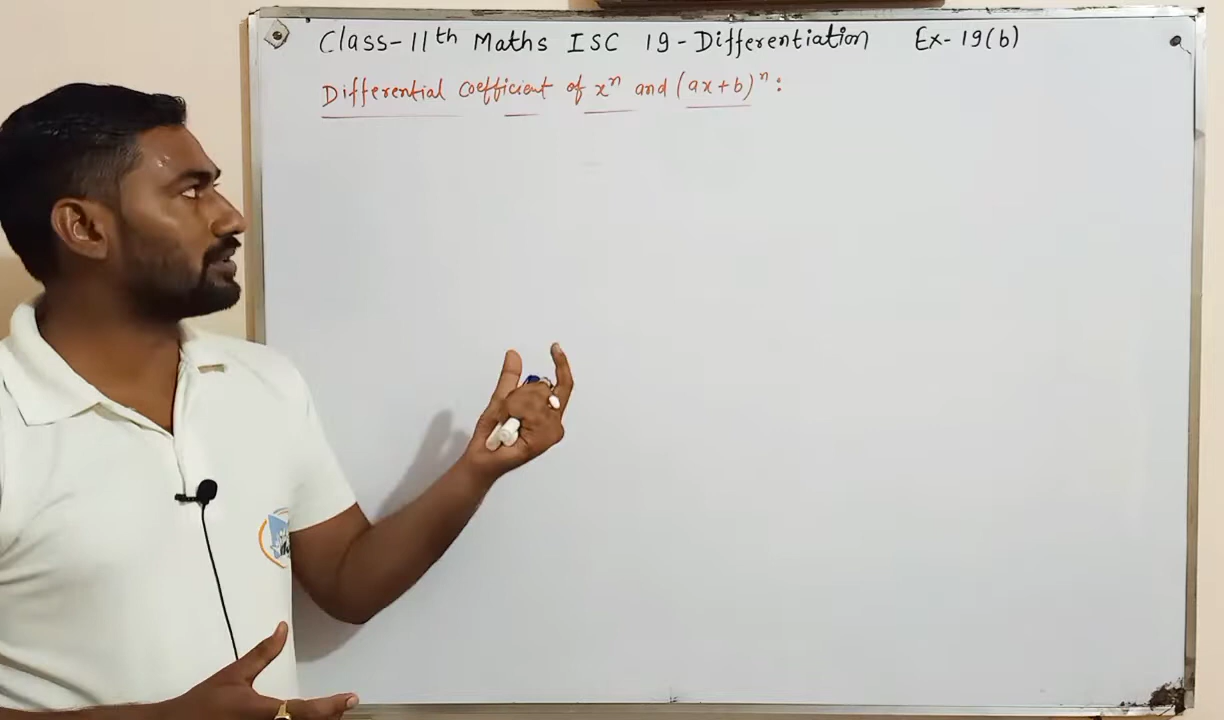 Class-11th Maths ISC 19-Differentiation Ex-19(b)
Differential coefficient of xⁿ and (ax+b)ⁿ: